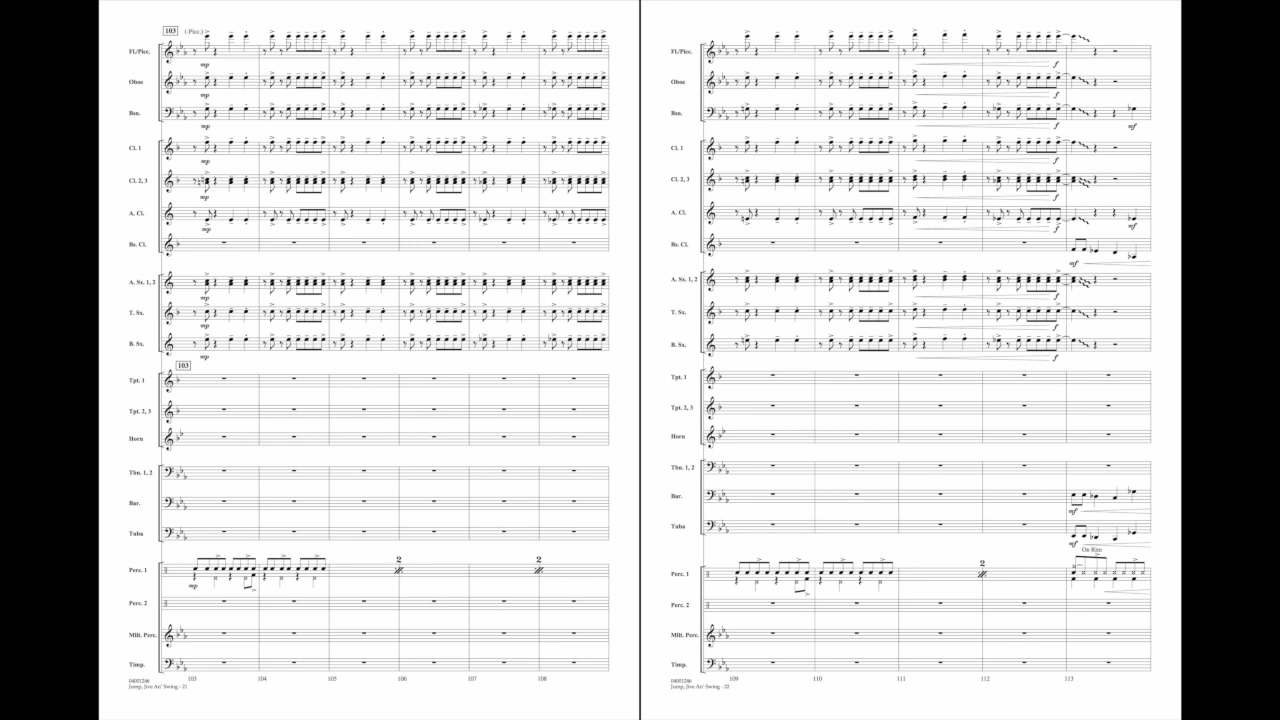 103 (-Picc.)
Fl./Picc.
mp
Oboe
mp
Bsn.
mp
Cl. 1
mp
Cl. 2, 3
mp
A. Cl.
mp
Bs. Cl.
A. Sx. 1, 2
mp
T. Sx.
mp
B. Sx.
mp
103
Tpt. 1
Tpt. 2, 3
Horn
Tbn. 1, 2
Bar.
Tuba
2 2
Perc. 1
mp
Perc. 2
Mlt. Perc.
Timp.
103 104 105 106 107 108
04001246
Jump, Jive An' Swing - 21
Fl./Picc.
f
Oboe
f
Bsn.
f mf
Cl. 1
f
Cl. 2, 3
f
A. Cl.
f mf
Bs. Cl.
mf
A. Sx. 1, 2
f
T. Sx.
f
B. Sx.
f
Tpt. 1
Tpt. 2, 3
Horn
Tbn. 1, 2
Bar.
mf
Tuba
mf
On Rim
2
Perc. 1
Perc. 2
Mlt. Perc.
Timp.
109 110 111 112 113
04001246
Jump, Jive An' Swing - 22